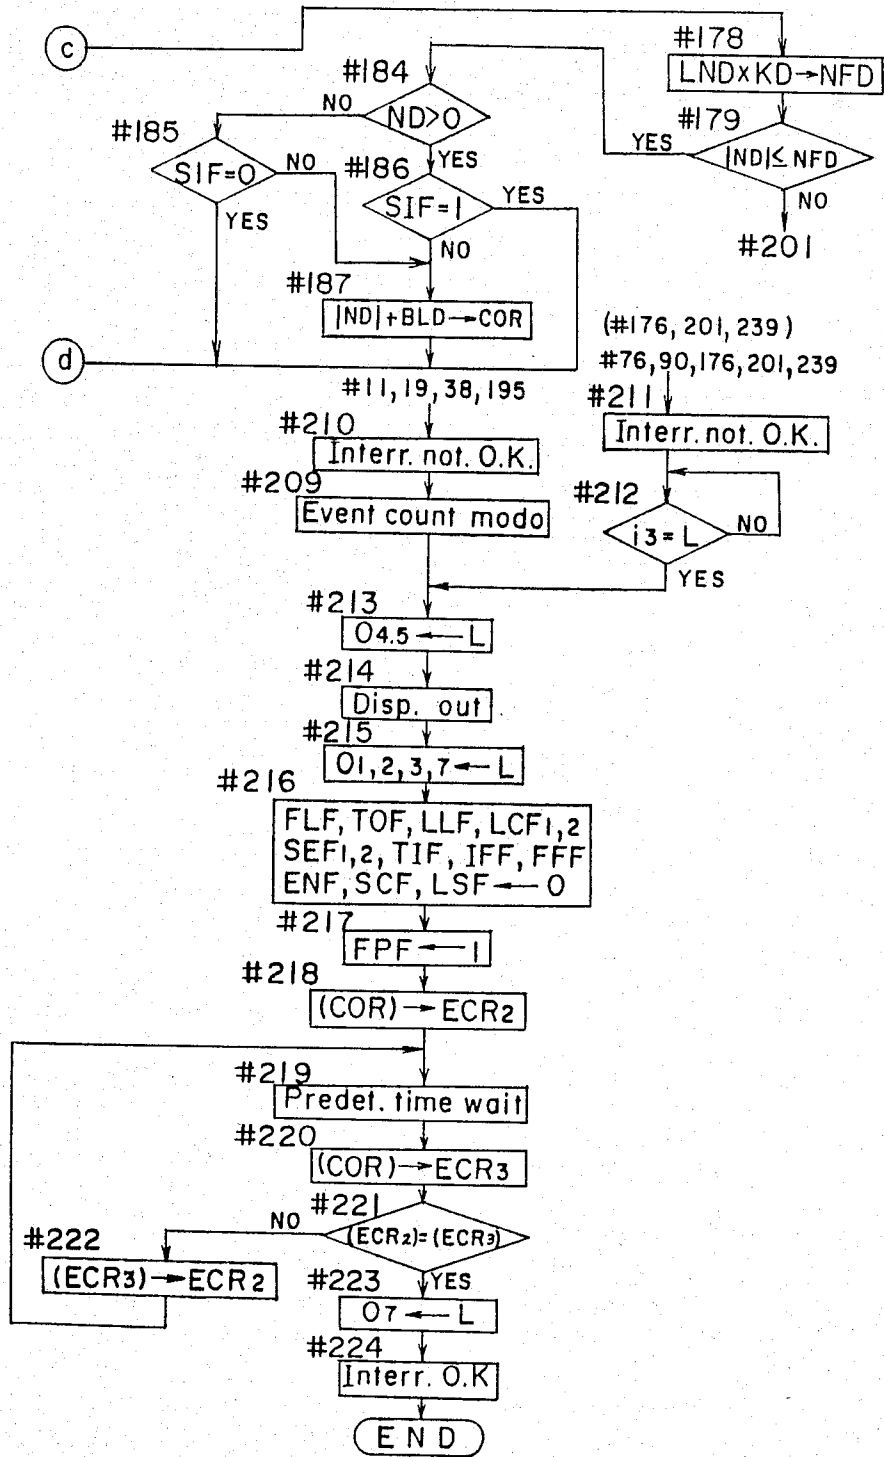 c
#178
LND×KD→NFD
#184
ND>0
NO
YES
#179
|ND|≤NFD
YES
NO
#201
#185
SIF=0
NO
YES
#186
SIF=1
YES
NO
#187
|ND|+BLD→COR
d
(#176, 201, 239)
#76,90,176,201,239
#11, 19, 38, 195
#211
Interr. not. O.K.
#210
Interr. not. O.K.
#212
i3=L
NO
YES
#209
Event count modo
#213
O4.5←L
#214
Disp. out
#215
O1,2,3,7←L
#216
FLF, TOF, LLF, LCF1,2
SEF1,2, TIF, IFF, FFF
ENF, SCF, LSF←O
#217
FPF←1
#218
(COR)→ECR2
#219
Predet. time wait
#220
(COR)→ECR3
#221
(ECR2)=(ECR3)
NO
YES
#222
(ECR3)→ECR2
#223
O7←L
#224
Interr. O.K
END